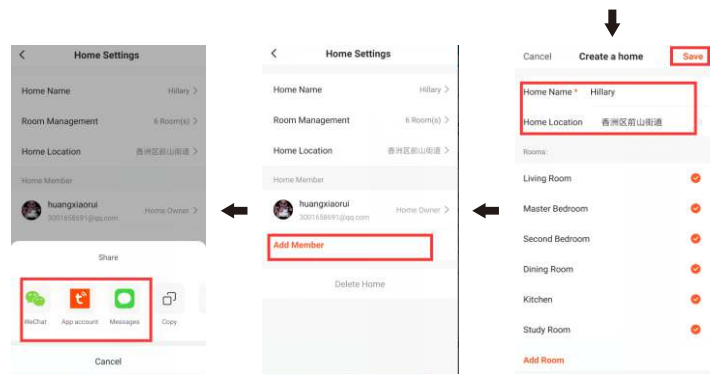 Home Settings
Home Name Hillary
Room Management 6 Room(s)
Home Location 香洲区前山街道
Home Member
huangxiaorui
3001658691@qq.com
Home Owner
Share
WeChat App account Messages Copy
Cancel
Home Settings
Home Name Hillary
Room Management 6 Room(s)
Home Location 香洲区前山街道
Home Member
huangxiaorui
3001658691@qq.com
Home Owner
Add Member
Delete Home
Cancel Create a home Save
Home Name * Hillary
Home Location 香洲区前山街道
Rooms:
Living Room
Master Bedroom
Second Bedroom
Dining Room
Kitchen
Study Room
Add Room